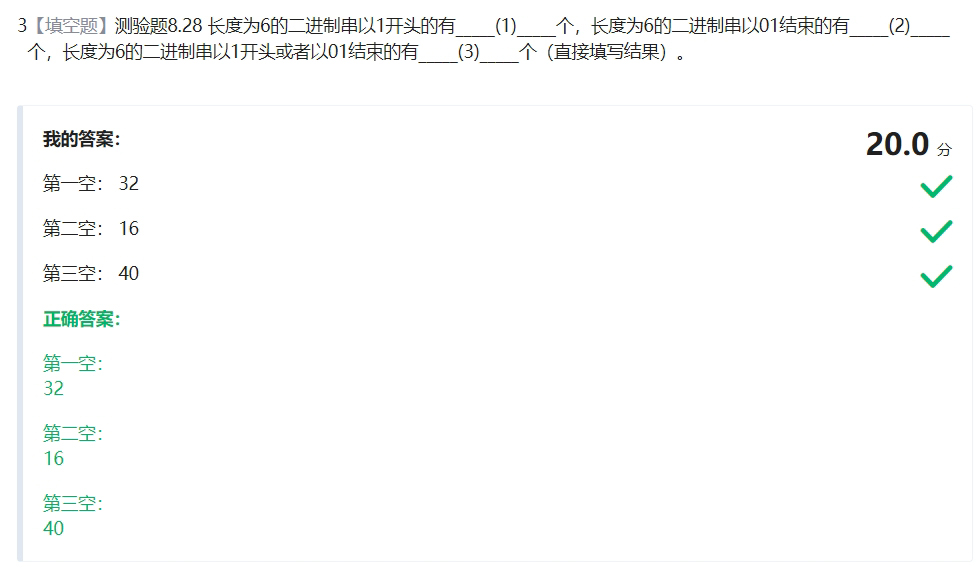 3【填空题】测验题8.28 长度为6的二进制串以1开头的有_____(1)_____个，长度为6的二进制串以01结束的有_____(2)_____
个，长度为6的二进制串以1开头或者以01结束的有_____(3)_____个（直接填写结果）。
我的答案：
20.0 分
第一空： 32
第二空： 16
第三空： 40
正确答案：
第一空：
32
第二空：
16
第三空：
40